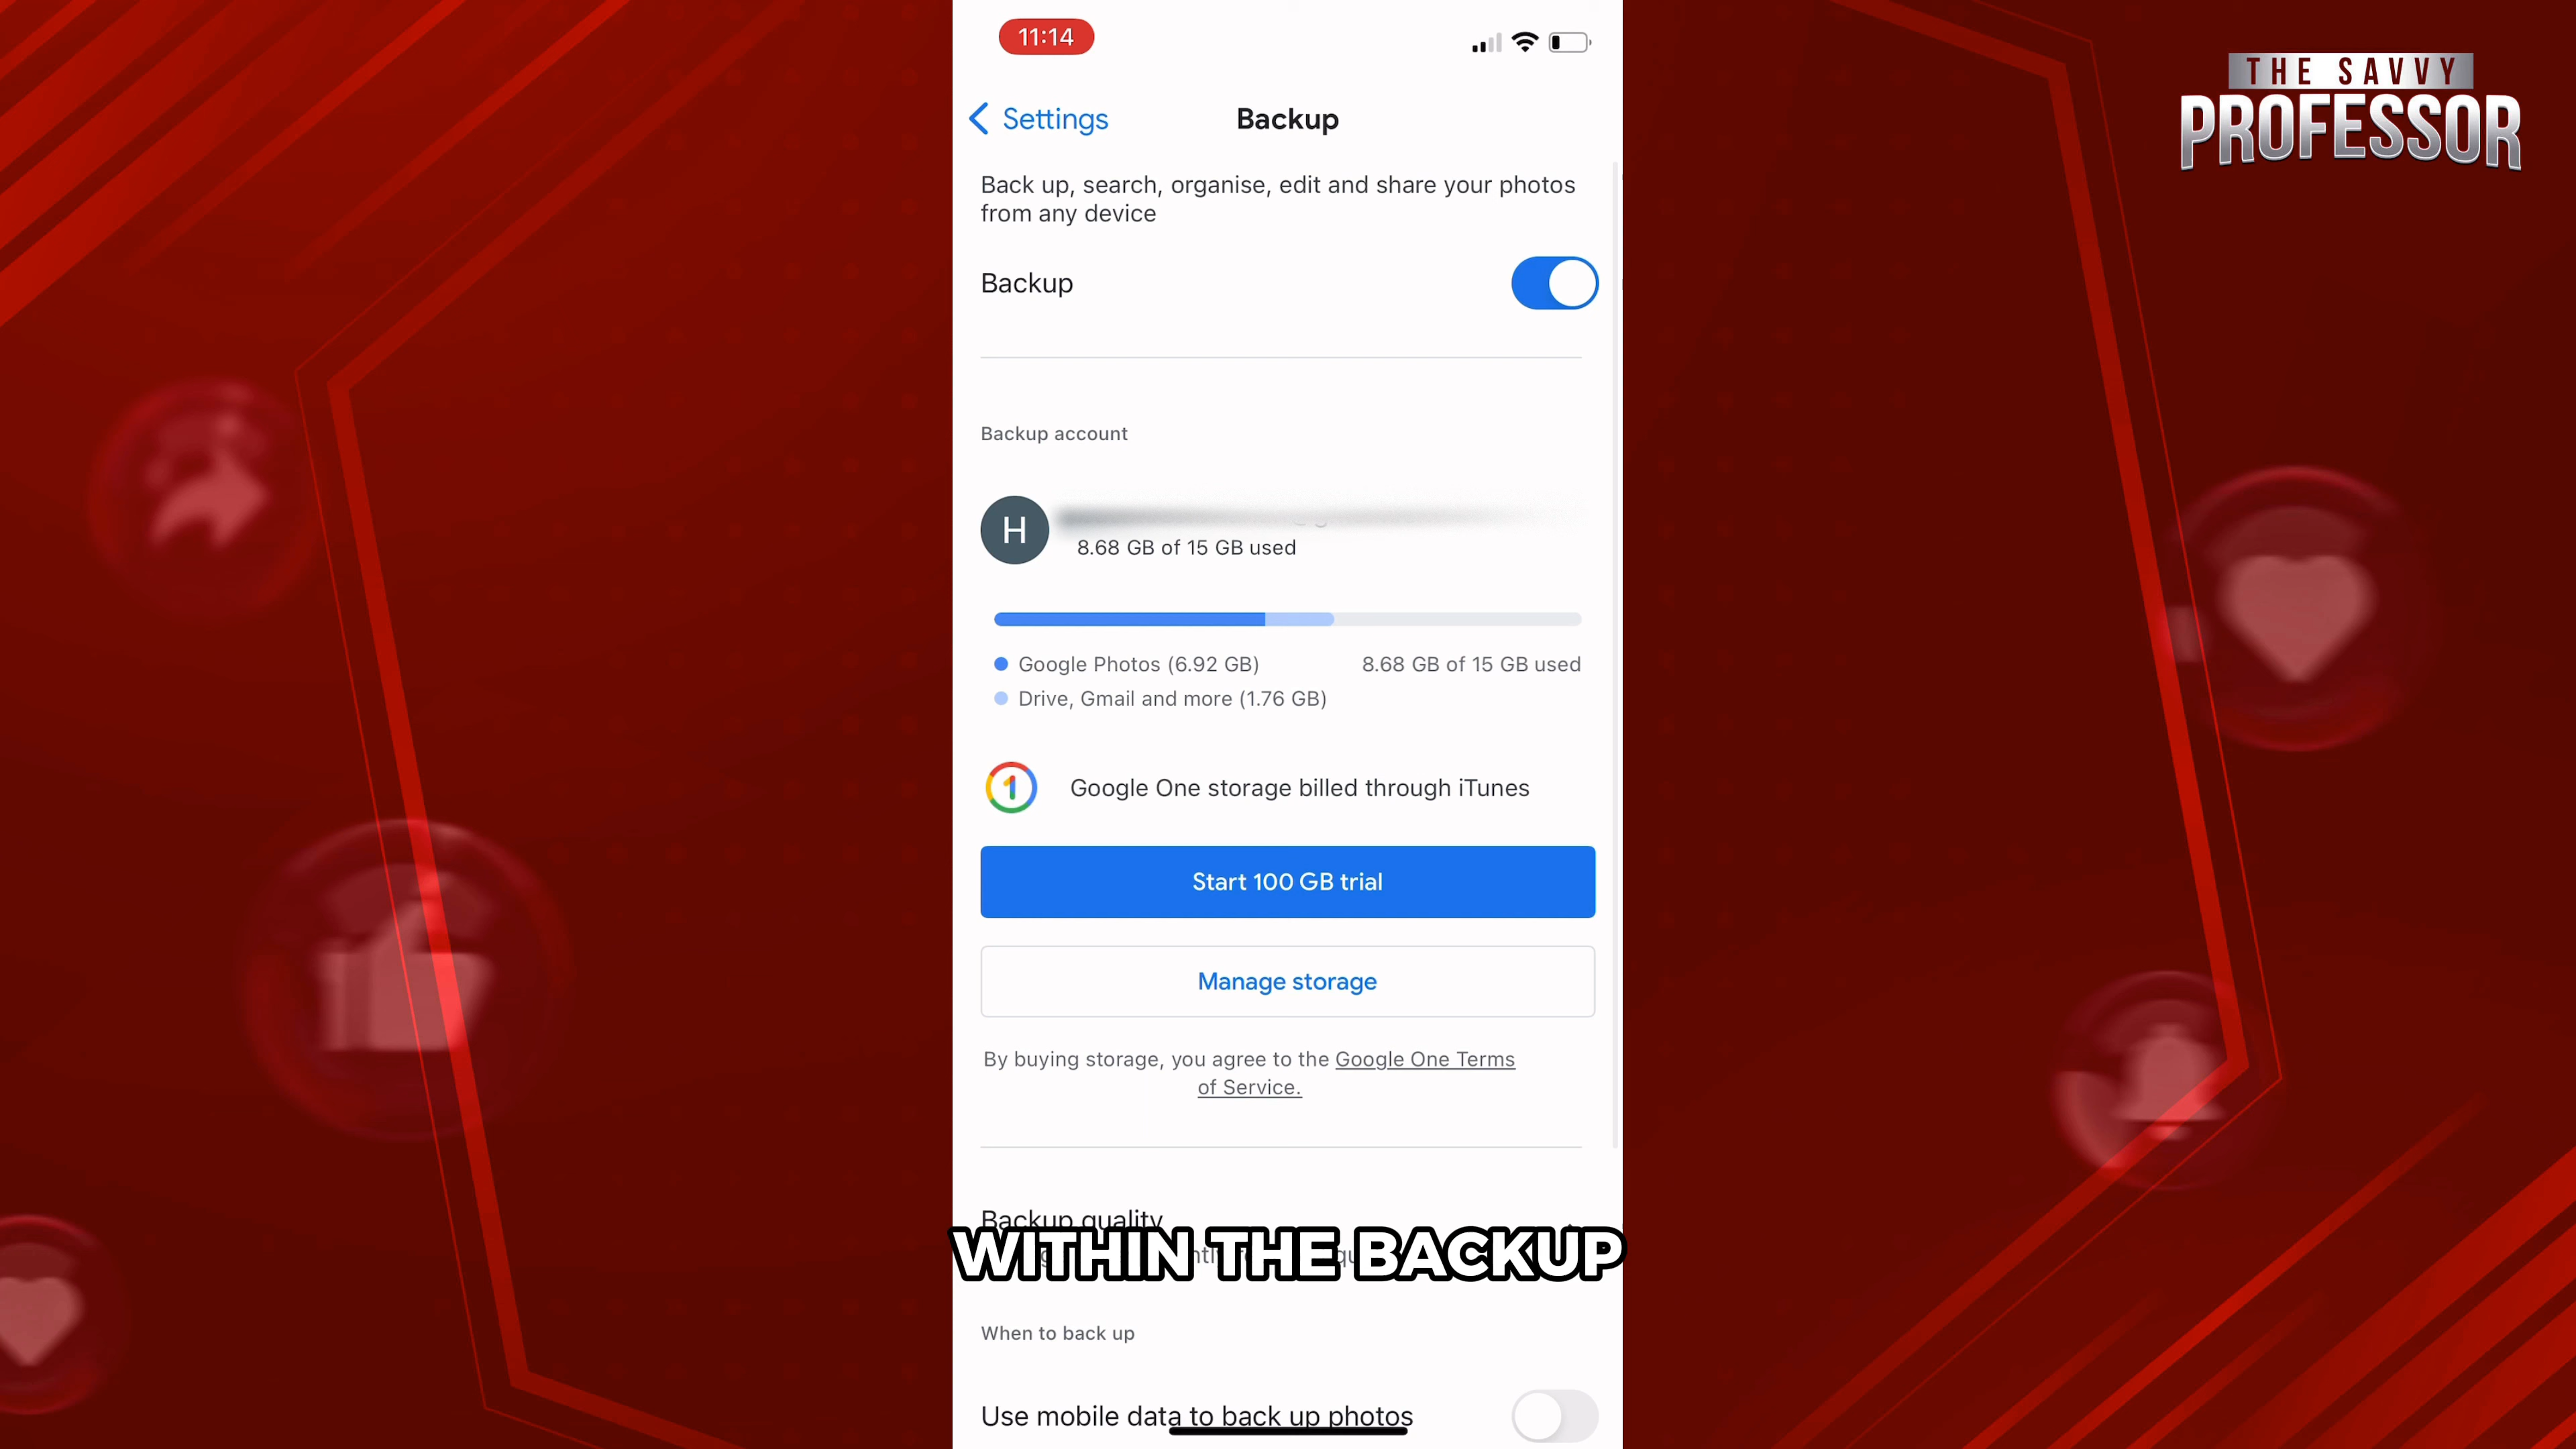 11:14
THE SAVVY
PROFESSOR
Settings
Backup
Back up, search, organise, edit and share your photos
from any device
Backup
Backup account
H
8.68 GB of 15 GB used
Google Photos (6.92 GB)
8.68 GB of 15 GB used
Drive, Gmail and more (1.76 GB)
1
Google One storage billed through iTunes
Start 100 GB trial
Manage storage
By buying storage, you agree to the Google One Terms
of Service.
Backup quality
WITHIN THE BACKUP
When to back up
Use mobile data to back up photos